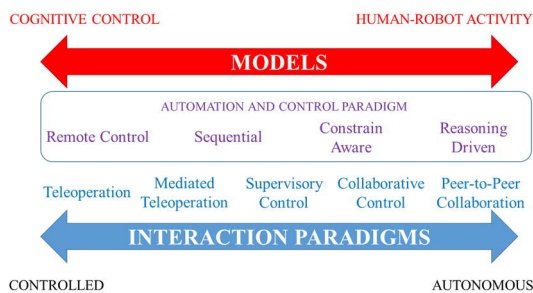 COGNITIVE CONTROL HUMAN-ROBOT ACTIVITY
MODELS
AUTOMATION AND CONTROL PARADIGM
Remote Control Sequential Constrain Aware Reasoning Driven
Teleoperation Mediated Teleoperation Supervisory Control Collaborative Control Peer-to-Peer Collaboration
INTERACTION PARADIGMS
CONTROLLED AUTONOMOUS